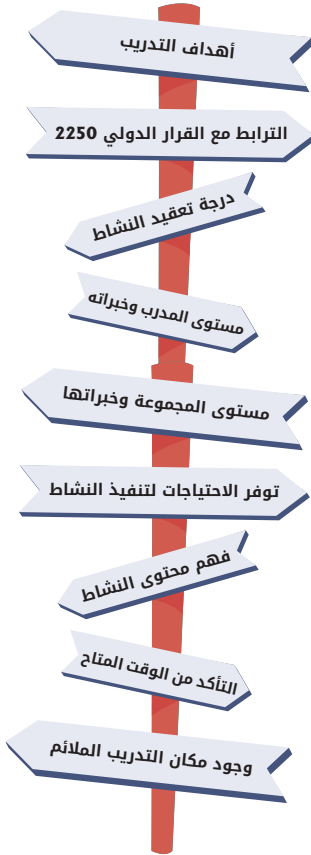 أهداف التدريب
الترابط مع القرار الدولي 2250
درجة تعقيد النشاط
مستوى المدرب وخبراته
مستوى المجموعة وخبراتها
توفر الاحتياجات لتنفيذ النشاط
فهم محتوى النشاط
التأكد من الوقت المتاح
وجود مكان التدريب الملائم